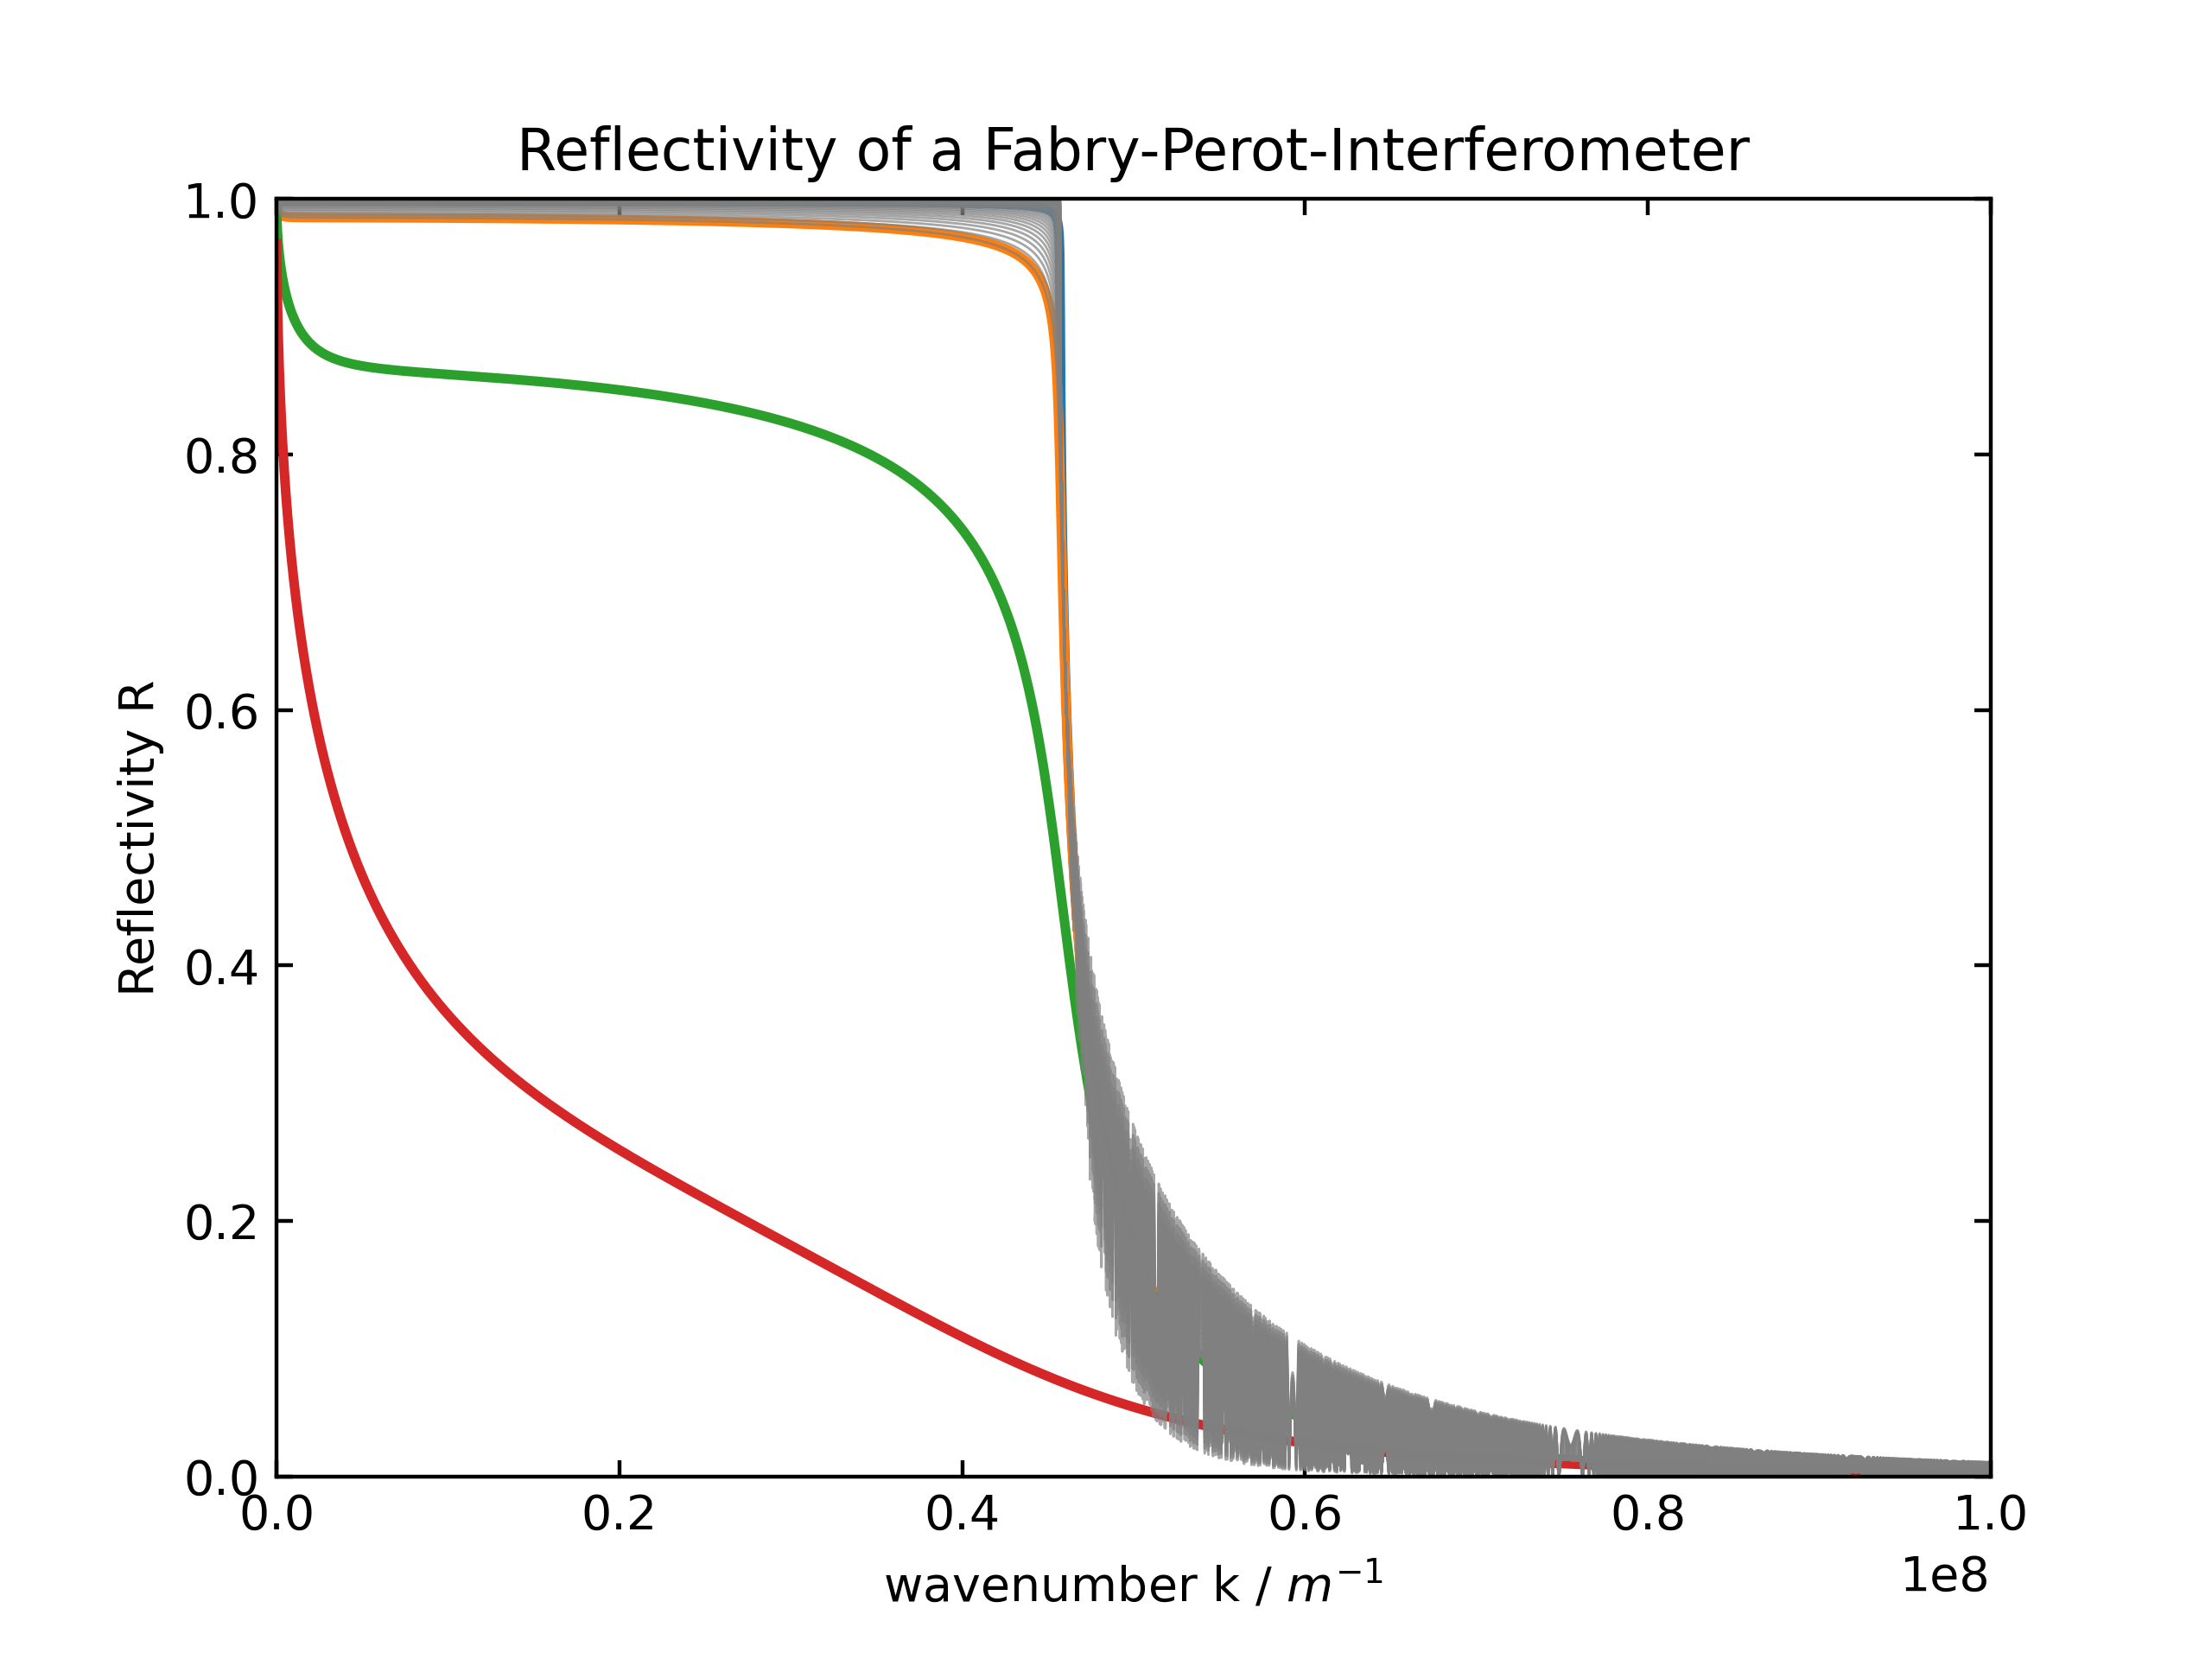 Reflectivity of a Fabry-Perot-Interferometer
1.0
0.8
0.6
0.4
0.2
0.0
Reflectivity R
0.0 0.2 0.4 0.6 0.8 1.0
1e8
wavenumber k / m⁻¹